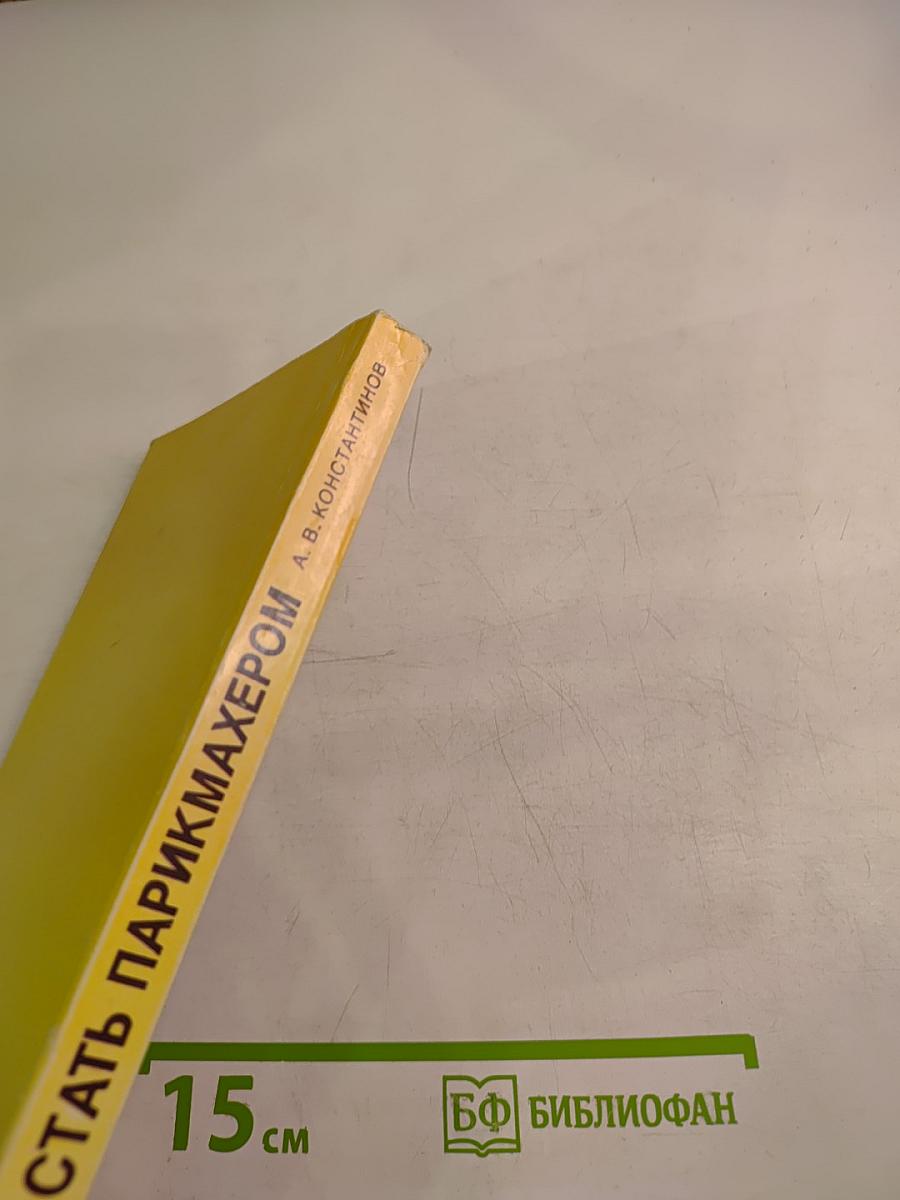 СТАТЬ ПАРИКМАХЕРОМ А. В. КОНСТАНТИНОВ
15 см
БФ БИБЛИОФАН